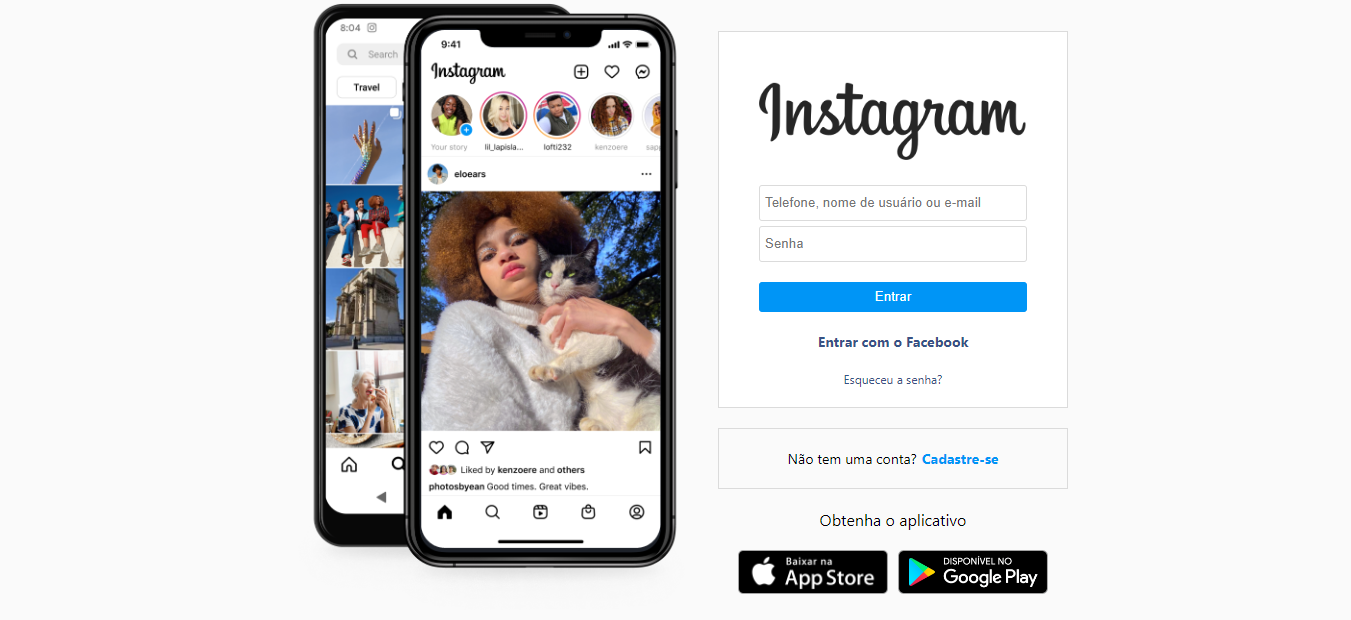 8:04
Search
Travel
9:41
Instagram
Your story
lil_lapisla...
lofti232
kenzoere
sapp
eloears
Liked by kenzoere and others
photosbyean Good times. Great vibes.
Instagram
Telefone, nome de usuário ou e-mail
Senha
Entrar
Entrar com o Facebook
Esqueceu a senha?
Não tem uma conta? Cadastre-se
Obtenha o aplicativo
Baixar na
App Store
DISPONÍVEL NO
Google Play